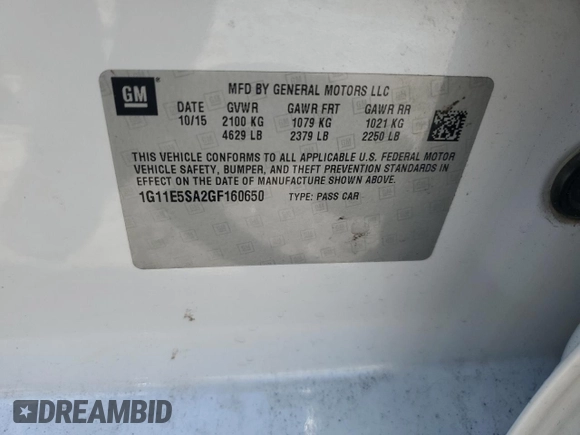 GM
MFD BY GENERAL MOTORS LLC
DATE GVWR GAWR FRT GAWR RR
10/15 2100 KG 1079 KG 1021 KG
4629 LB 2379 LB 2250 LB
THIS VEHICLE CONFORMS TO ALL APPLICABLE U.S. FEDERAL MOTOR
VEHICLE SAFETY, BUMPER, AND THEFT PREVENTION STANDARDS
IN EFFECT ON THE DATE OF MANUFACTURE SHOWN ABOVE.
1G11E5SA2GF160650 TYPE: PASS CAR
DREAMBID